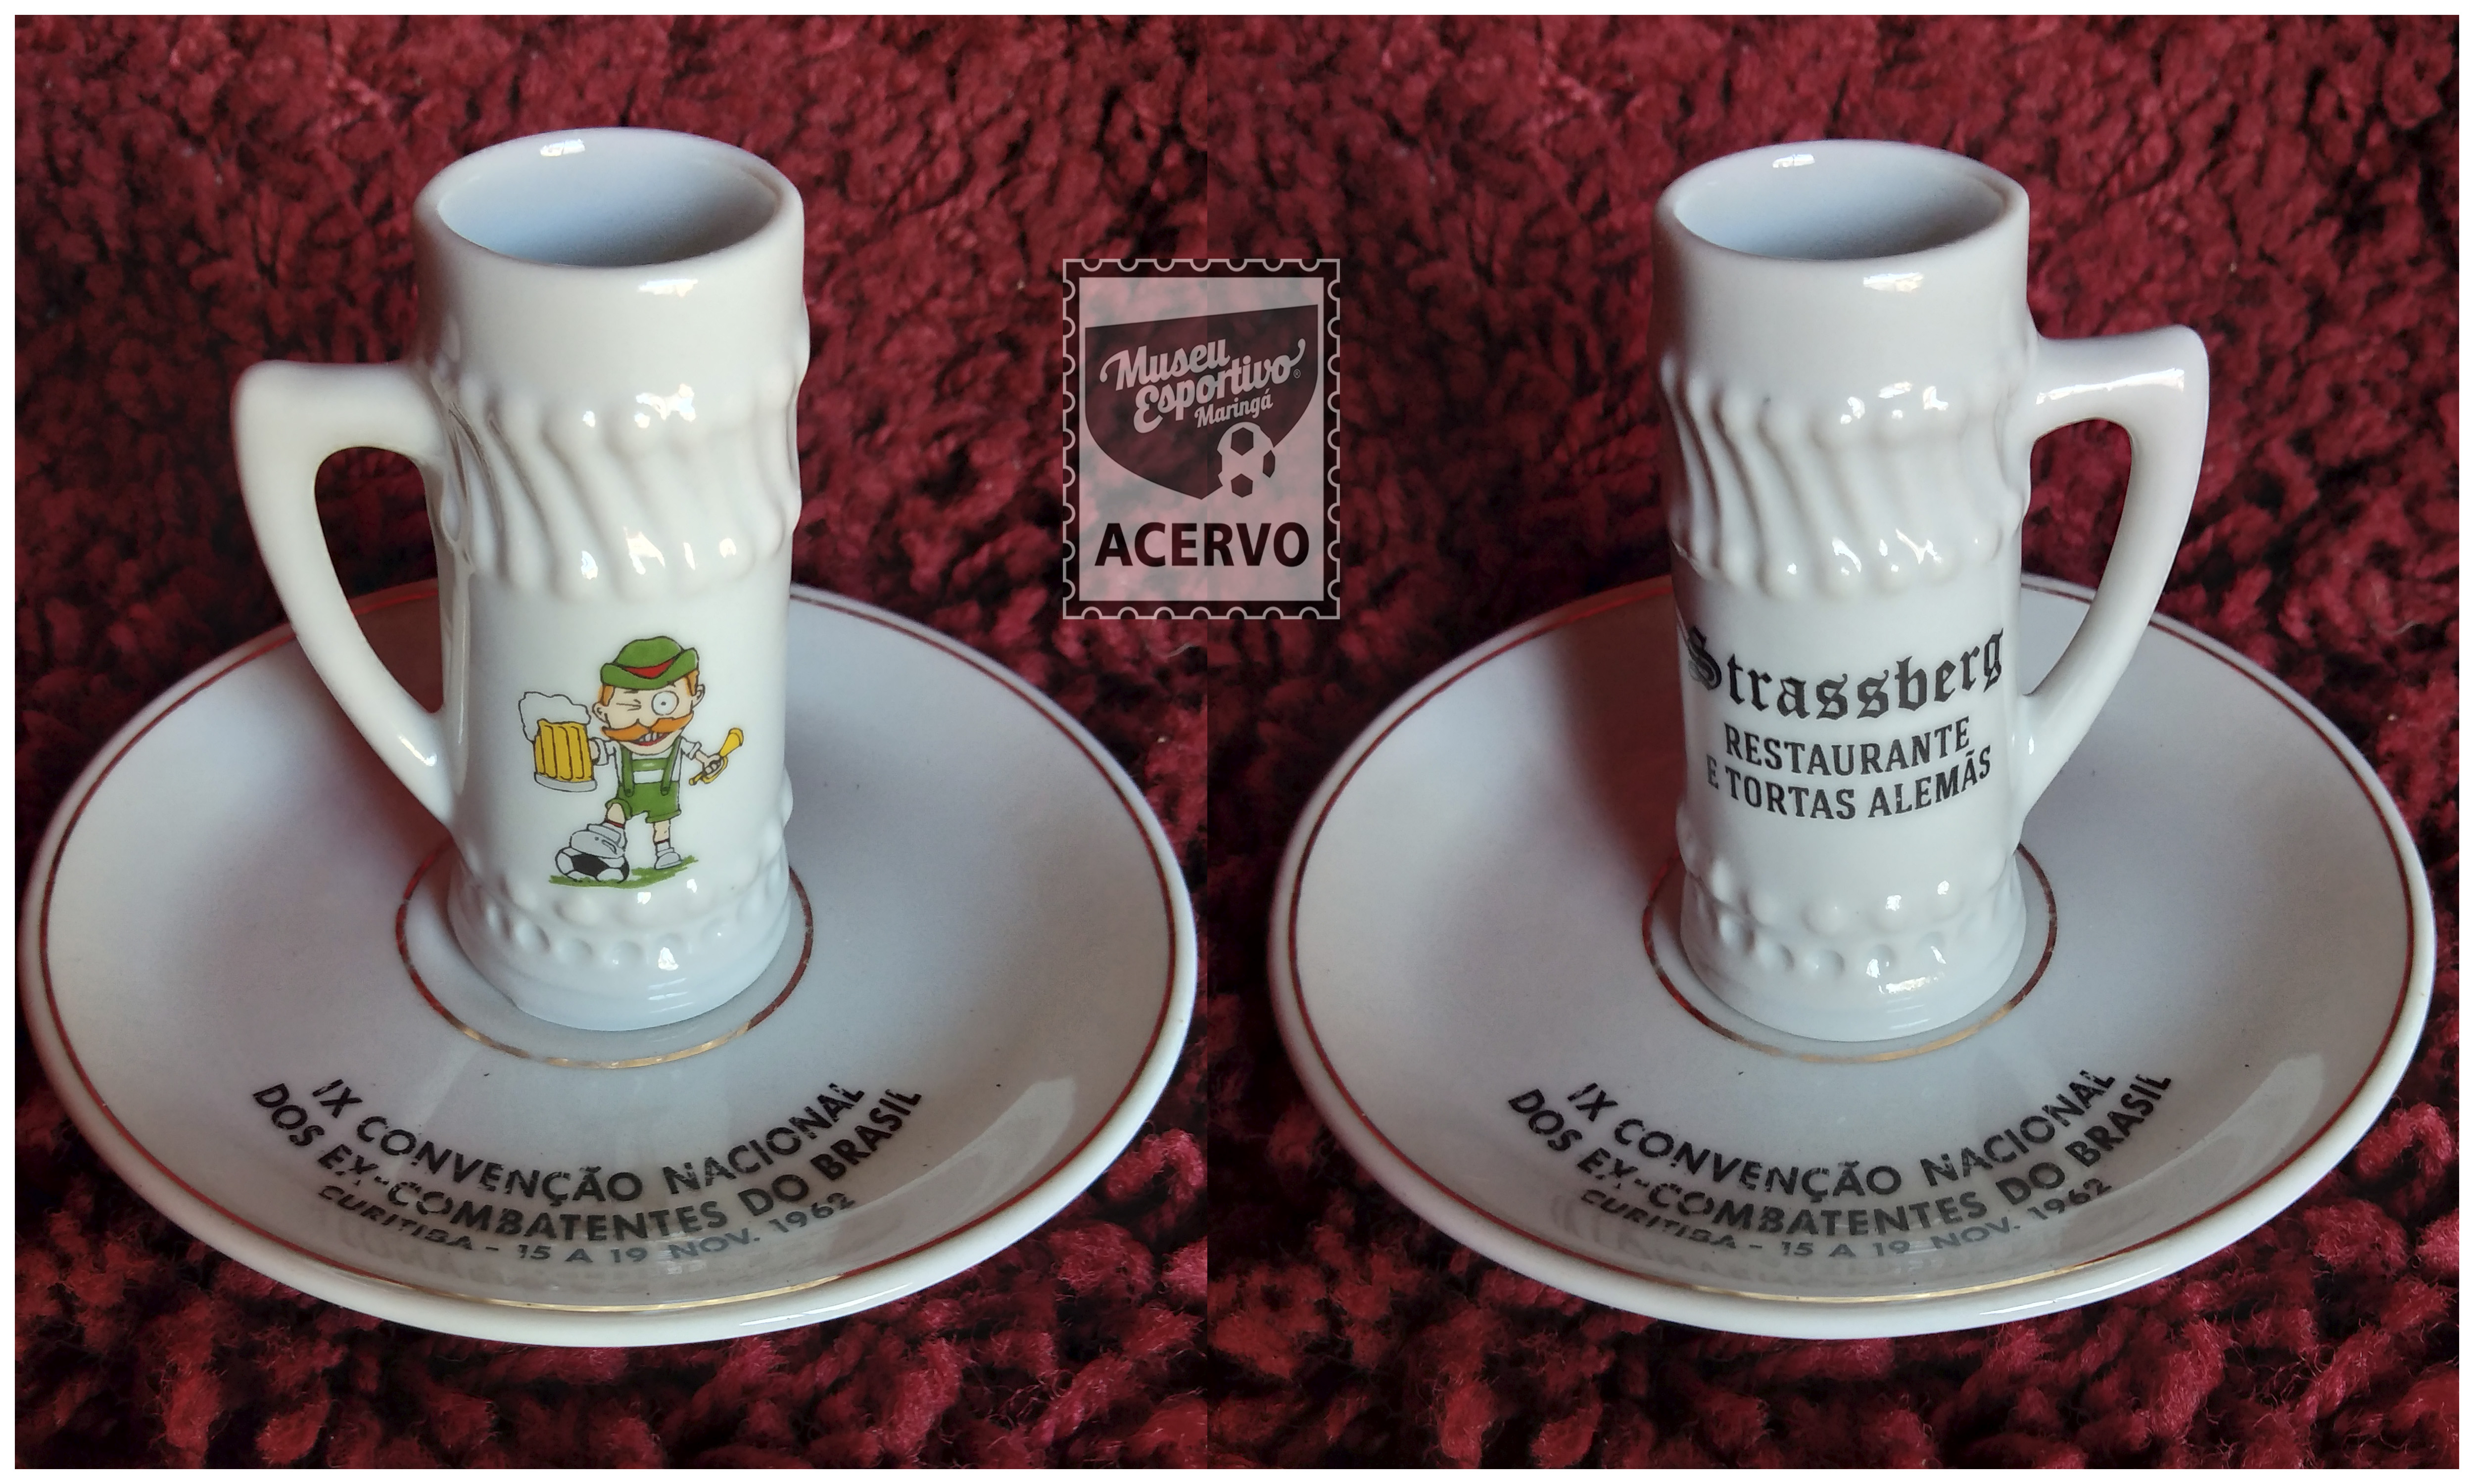 Museu
Esportivo®
Maringá
ACERVO
IX CONVENÇÃO NACIONAL
DOS EX-COMBATENTES DO BRASIL
CURITIBA - 15 A 19 NOV. 1962
Strassberg
RESTAURANTE
E TORTAS ALEMÃS
IX CONVENÇÃO NACIONAL
DOS EX-COMBATENTES DO BRASIL
CURITIBA - 15 A 19 NOV. 1962